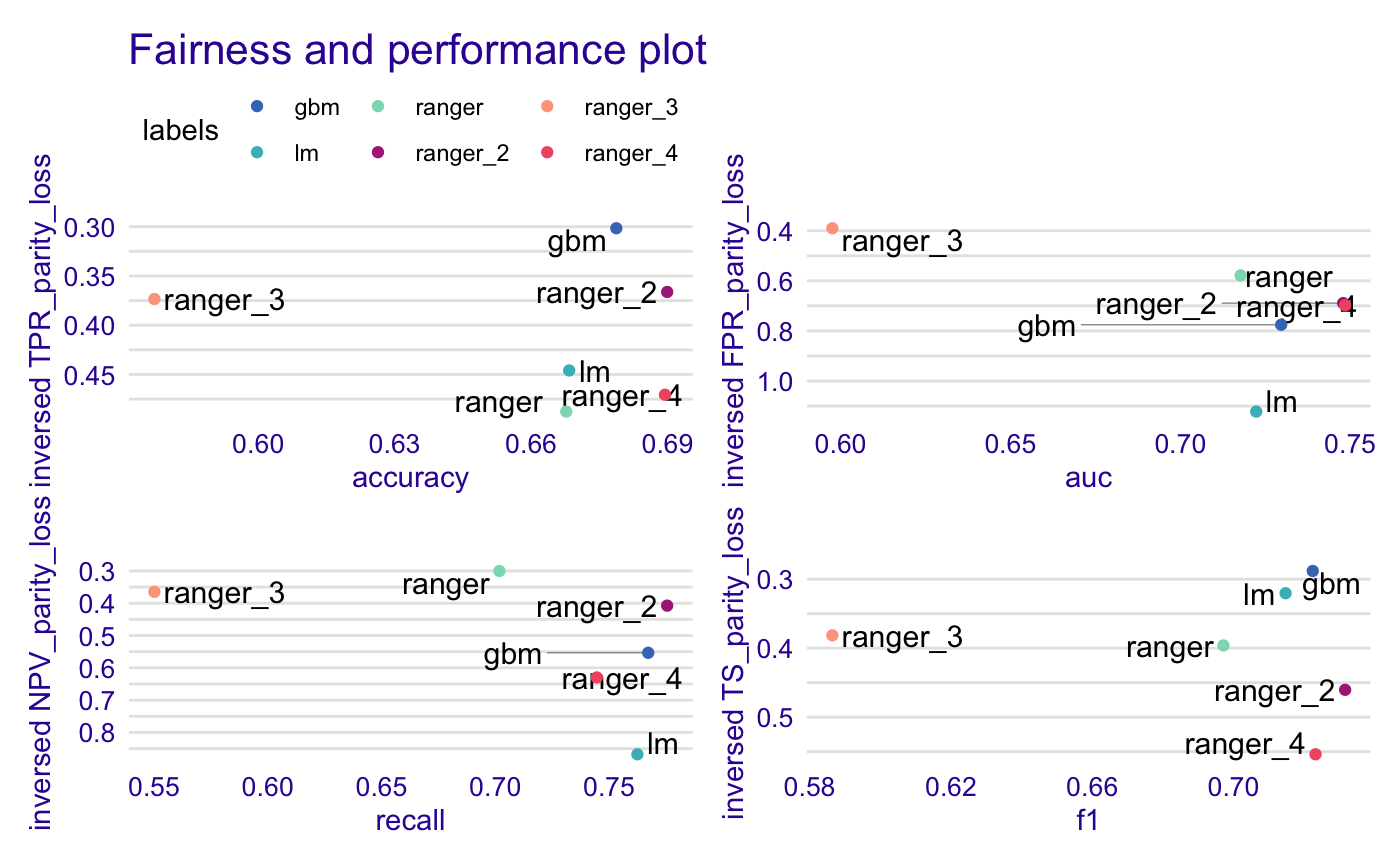 Fairness and performance plot
labels
gbm
ranger
ranger_3
lm
ranger_2
ranger_4
inversed TPR_parity_loss
0.30
0.35
0.40
0.45
gbm
ranger_2
ranger_3
lm
ranger_4
ranger
0.60 0.63 0.66 0.69
accuracy
inversed FPR_parity_loss
0.4
0.6
0.8
1.0
ranger_3
ranger
ranger_2
ranger_4
gbm
lm
0.60 0.65 0.70 0.75
auc
inversed NPV_parity_loss
0.3
0.4
0.5
0.6
0.7
0.8
ranger
ranger_3
ranger_2
gbm
ranger_4
lm
0.55 0.60 0.65 0.70 0.75
recall
inversed TS_parity_loss
0.3
0.4
0.5
gbm
lm
ranger_3
ranger
ranger_2
ranger_4
0.58 0.62 0.66 0.70
f1